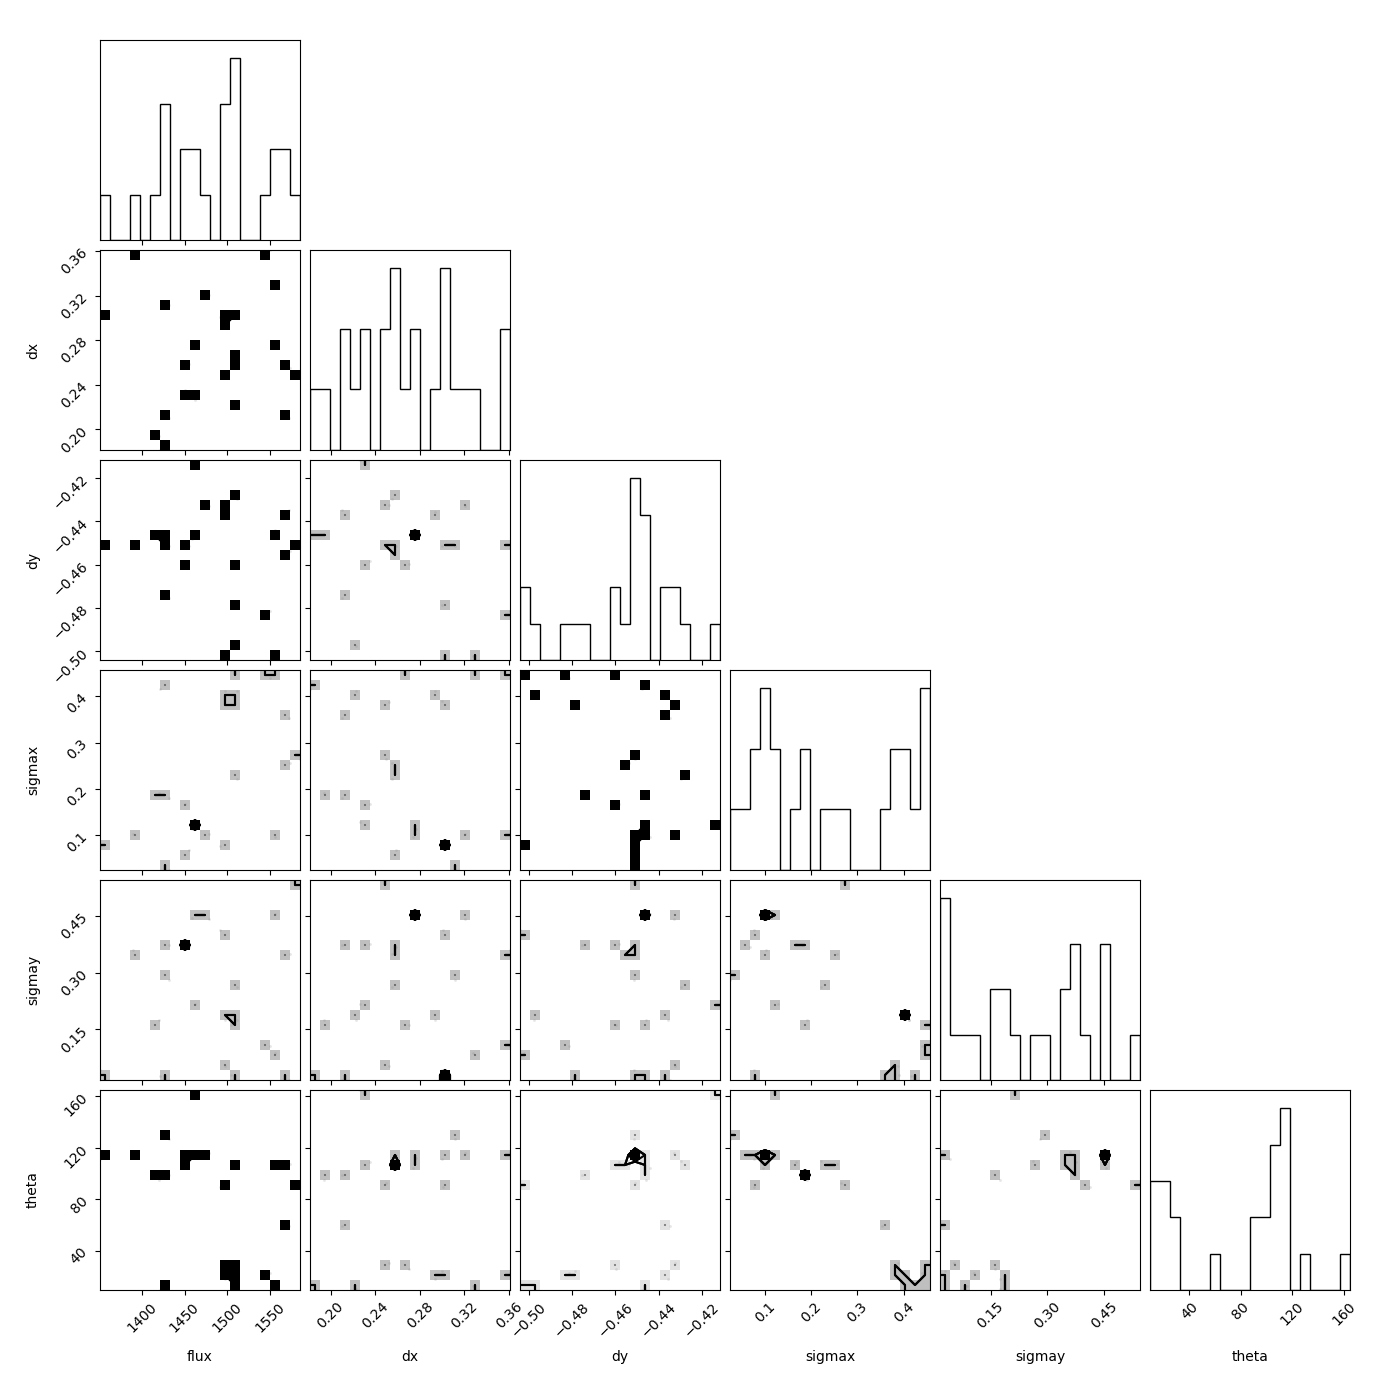 0.36
0.32
0.28
0.24
0.20
dx
−0.42
−0.44
−0.46
−0.48
−0.50
dy
0.4
0.3
0.2
0.1
sigmax
0.45
0.30
0.15
sigmay
160
120
80
40
theta
1400 1450 1500 1550
0.20 0.24 0.28 0.32 0.36
−0.50 −0.48 −0.46 −0.44 −0.42
0.1 0.2 0.3 0.4
0.15 0.30 0.45
40 80 120 160
flux dx dy sigmax sigmay theta